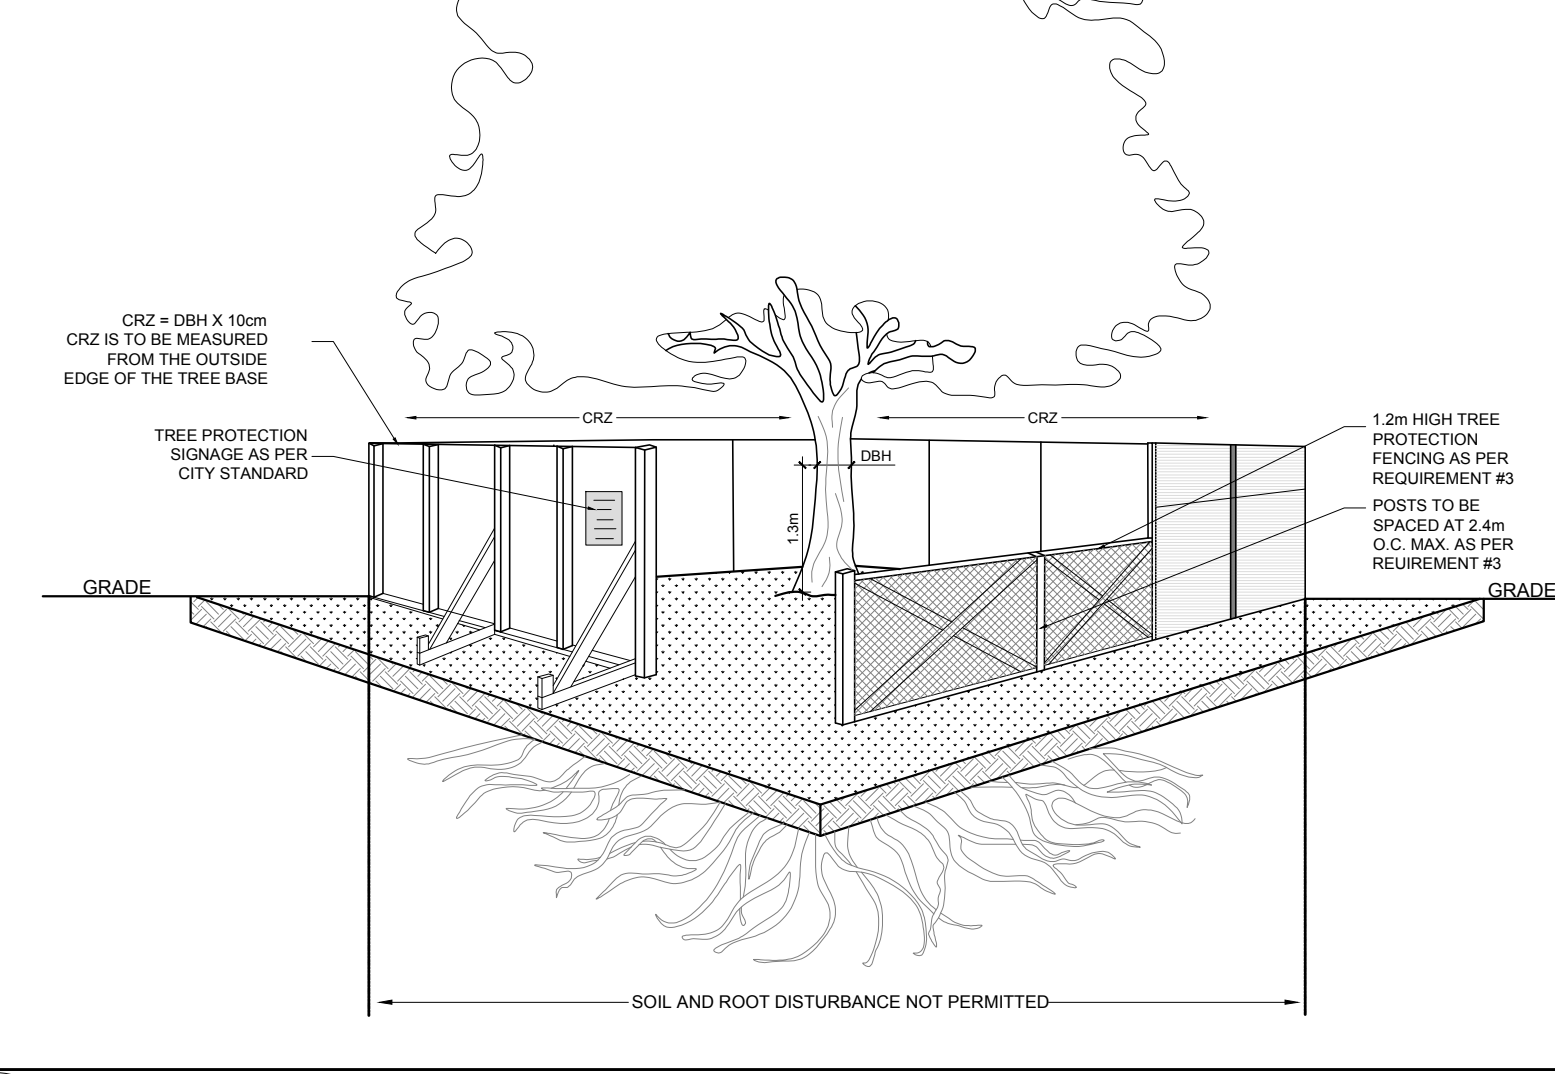 CRZ = DBH X 10cm
CRZ IS TO BE MEASURED
FROM THE OUTSIDE
EDGE OF THE TREE BASE
TREE PROTECTION
SIGNAGE AS PER
CITY STANDARD
CRZ
CRZ
DBH
1.3m
1.2m HIGH TREE
PROTECTION
FENCING AS PER
REQUIREMENT #3
POSTS TO BE
SPACED AT 2.4m
O.C. MAX. AS PER
REUIREMENT #3
GRADE
GRADE
SOIL AND ROOT DISTURBANCE NOT PERMITTED